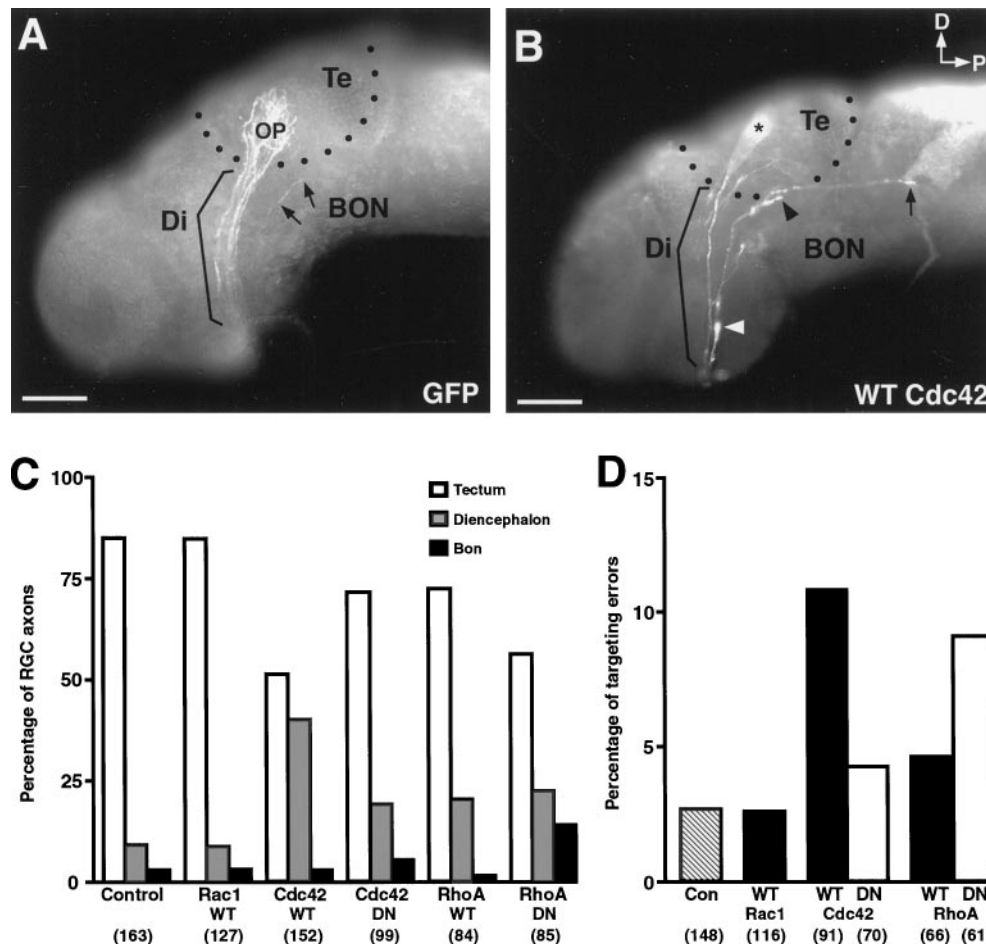 A
Te
OP
Di
BON
GFP
B
D
P
Te
*
Di
BON
WT Cdc42
C
100
75
50
25
0
Percentage of RGC axons
Tectum
Diencephalon
Bon
Control Rac1 Cdc42 Cdc42 RhoA RhoA
WT WT DN WT DN
(163) (127) (152) (99) (84) (85)
D
15
10
5
0
Percentage of targeting errors
Con WT WT DN WT DN
Rac1 Cdc42 RhoA
(148) (116) (91) (70) (66) (61